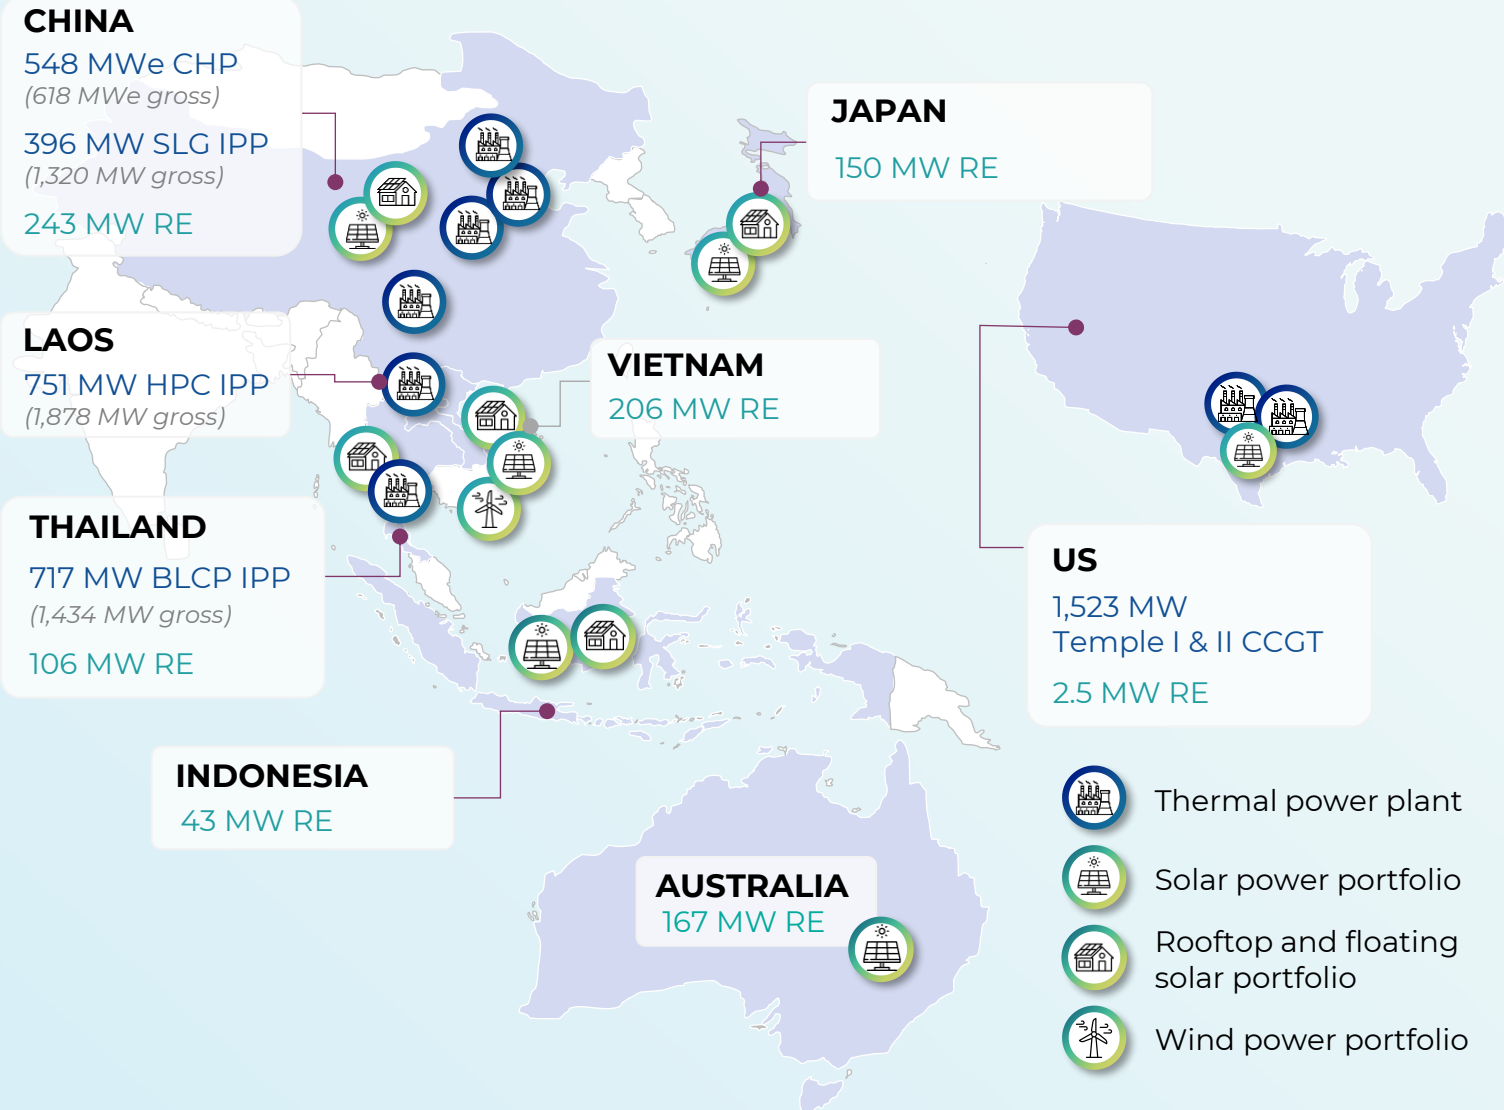 CHINA
548 MWe CHP
(618 MWe gross)
396 MW SLG IPP
(1,320 MW gross)
243 MW RE
JAPAN
150 MW RE
LAOS
751 MW HPC IPP
(1,878 MW gross)
VIETNAM
206 MW RE
THAILAND
717 MW BLCP IPP
(1,434 MW gross)
106 MW RE
US
1,523 MW
Temple I & II CCGT
2.5 MW RE
INDONESIA
43 MW RE
AUSTRALIA
167 MW RE
Thermal power plant
Solar power portfolio
Rooftop and floating
solar portfolio
Wind power portfolio